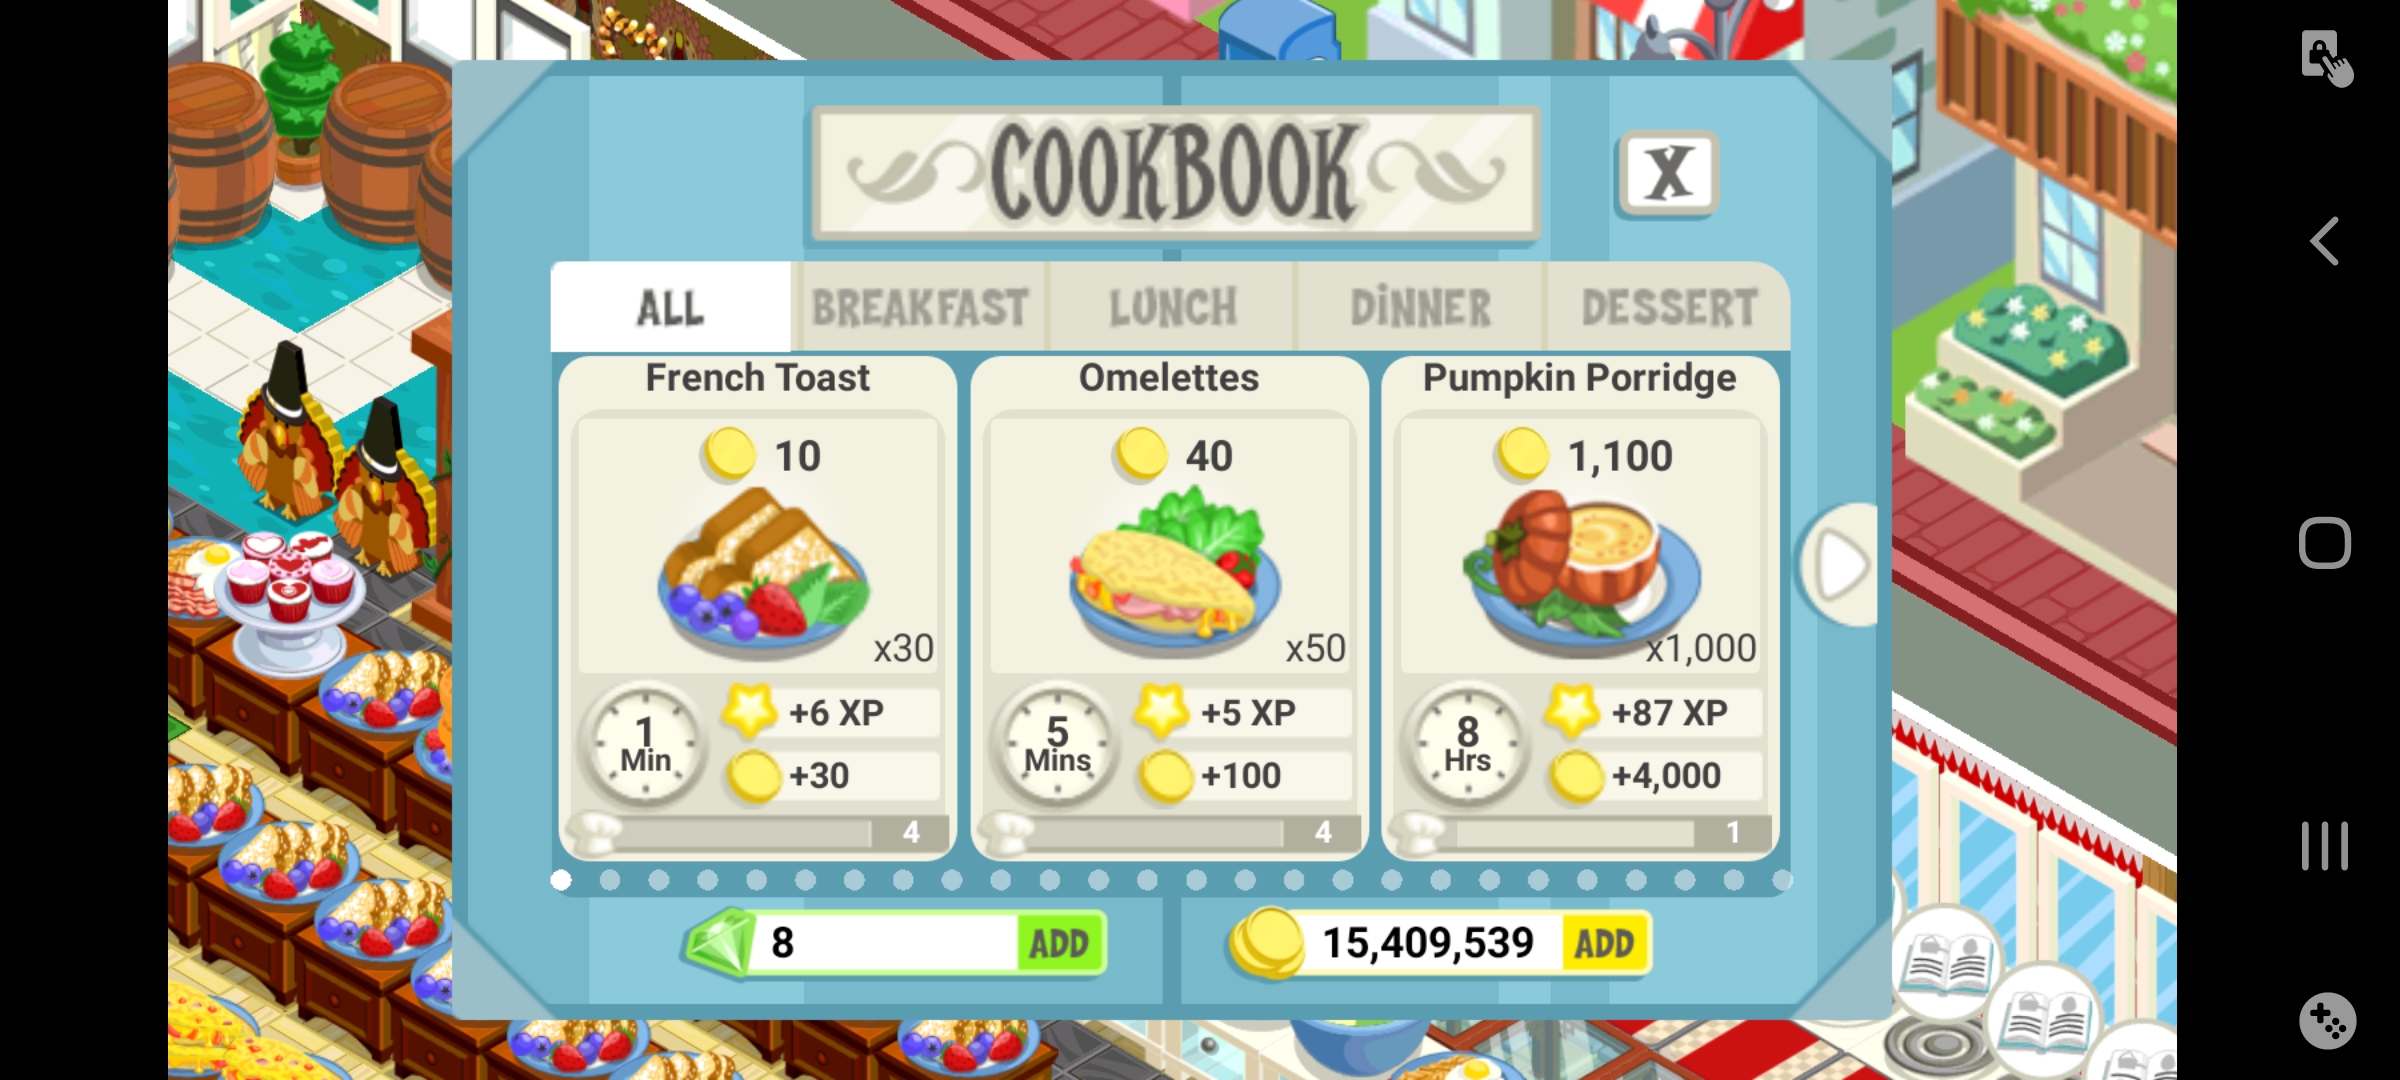 COOKBOOK
X
ALL BREAKFAST LUNCH DINNER DESSERT
French Toast
10
x30
1 Min
+6 XP
+30
4
Omelettes
40
x50
5 Mins
+5 XP
+100
4
Pumpkin Porridge
1,100
x1,000
8 Hrs
+87 XP
+4,000
1
8 ADD
15,409,539 ADD